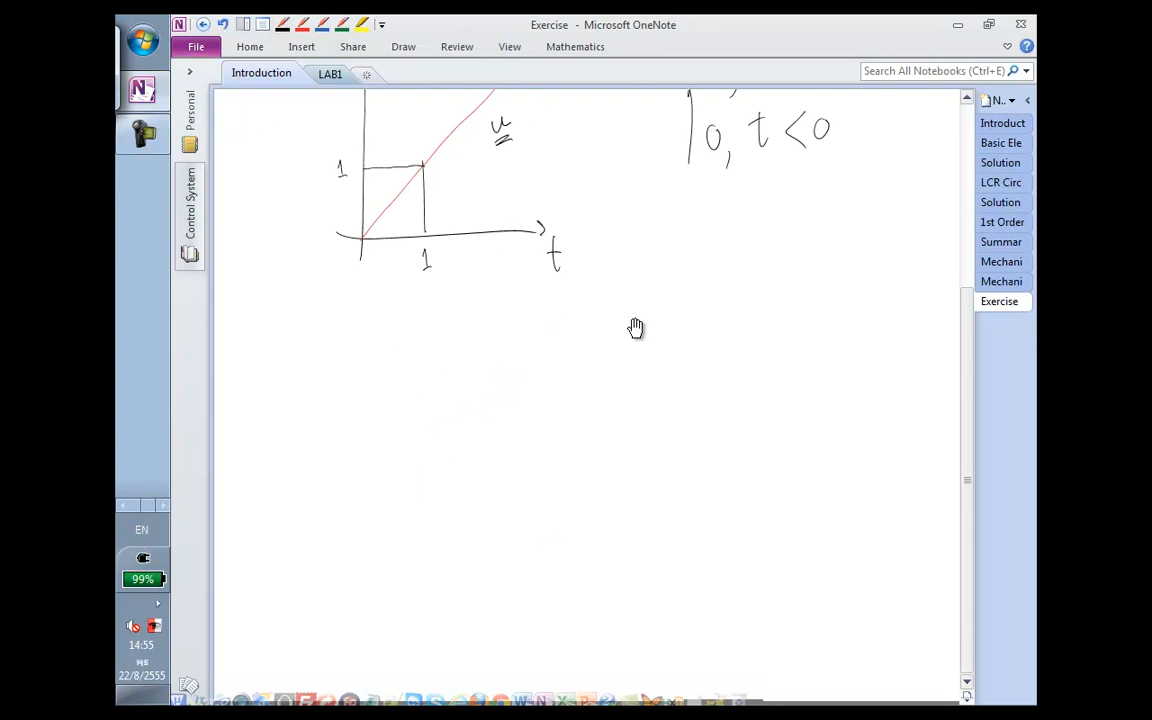 Exercise - Microsoft OneNote
File Home Insert Share Draw Review View Mathematics
Introduction LAB1
Search All Notebooks (Ctrl+E)
N..
Personal
Control System
Introduct
Basic Ele
Solution
LCR Circ
Solution
1st Order
Summar
Mechani
Mechani
Exercise
u
0, t < 0
1
1
t
EN
99%
14:55
พธ
22/8/2555